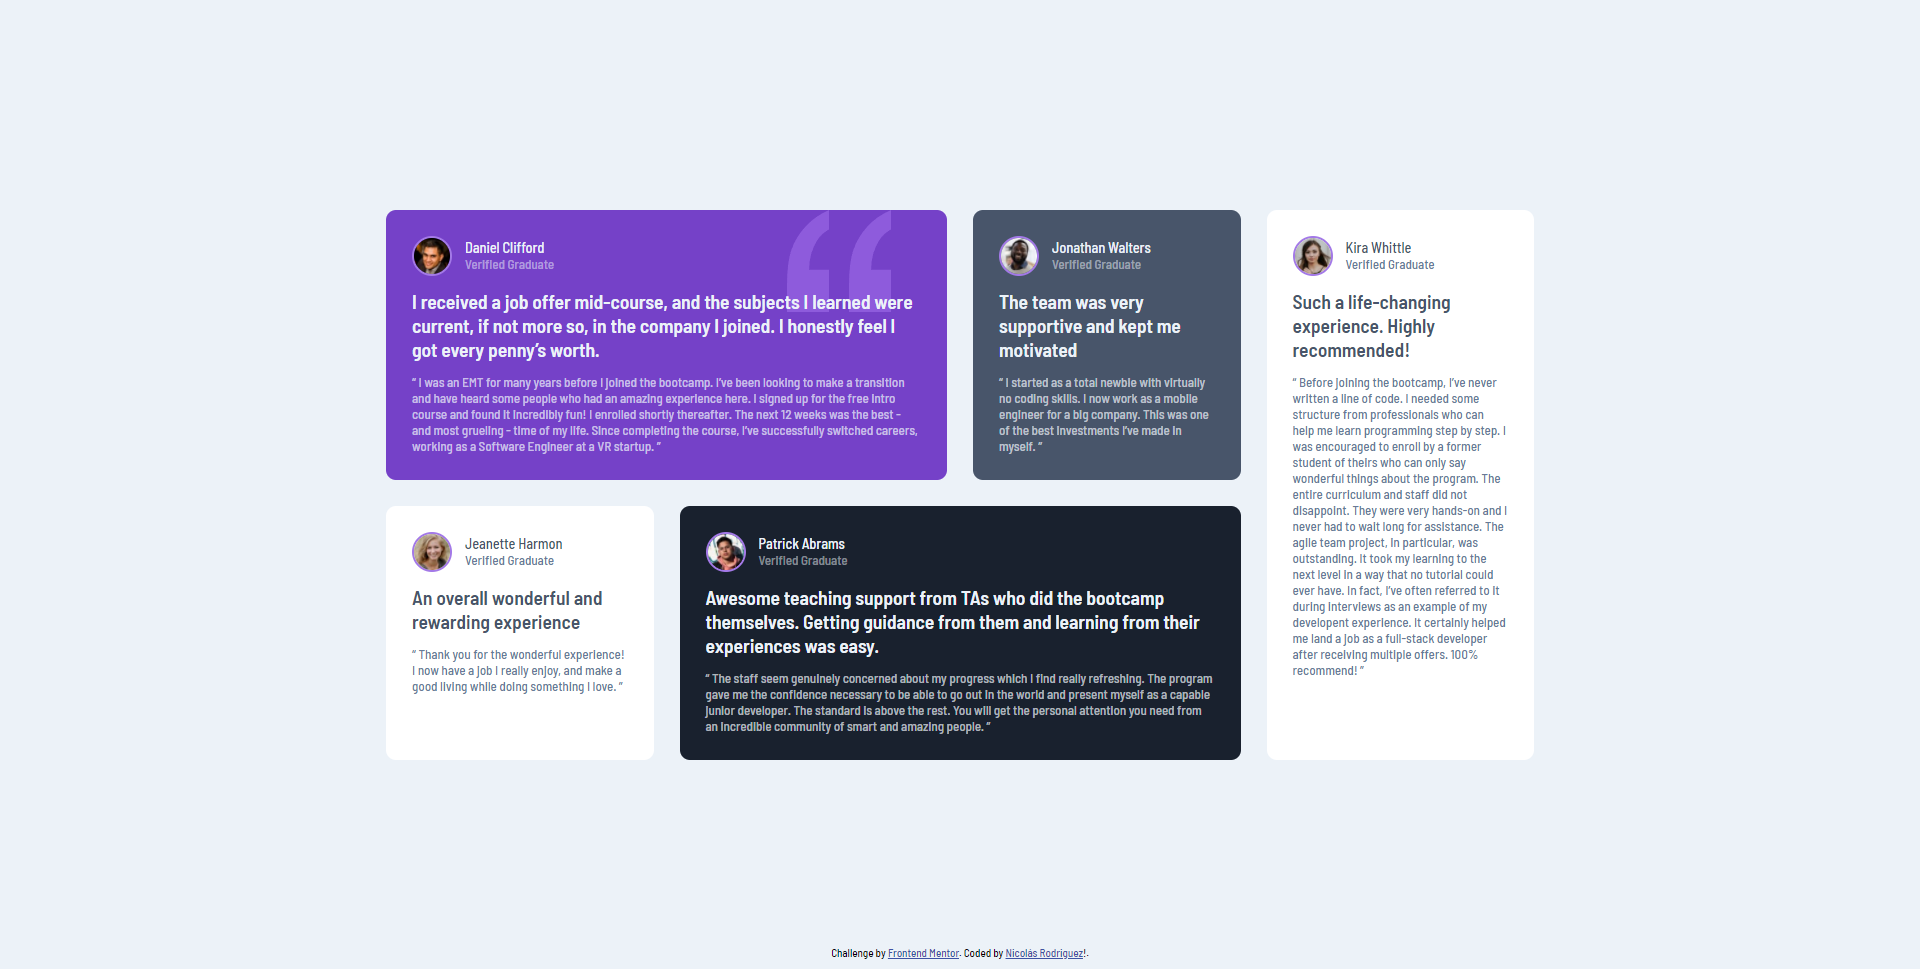 Daniel Clifford
Verified Graduate
I received a job offer mid-course, and the subjects I learned were
current, if not more so, in the company I joined. I honestly feel I
got every penny’s worth.
“ I was an EMT for many years before I joined the bootcamp. I’ve been looking to make a transition
and have heard some people who had an amazing experience here. I signed up for the free intro
course and found it incredibly fun! I enrolled shortly thereafter. The next 12 weeks was the best -
and most grueling - time of my life. Since completing the course, I’ve successfully switched careers,
working as a Software Engineer at a VR startup. ”
Jonathan Walters
Verified Graduate
The team was very
supportive and kept me
motivated
“ I started as a total newbie with virtually
no coding skills. I now work as a mobile
engineer for a big company. This was one
of the best investments I’ve made in
myself. ”
Kira Whittle
Verified Graduate
Such a life-changing
experience. Highly
recommended!
“ Before joining the bootcamp, I’ve never
written a line of code. I needed some
structure from professionals who can
help me learn programming step by step. I
was encouraged to enroll by a former
student of theirs who can only say
wonderful things about the program. The
entire curriculum and staff did not
disappoint. They were very hands-on and I
never had to wait long for assistance. The
agile team project, in particular, was
outstanding. It took my learning to the
next level in a way that no tutorial could
ever have. In fact, I’ve often referred to it
during interviews as an example of my
developent experience. It certainly helped
me land a job as a full-stack developer
after receiving multiple offers. 100%
recommend! ”
Jeanette Harmon
Verified Graduate
An overall wonderful and
rewarding experience
“ Thank you for the wonderful experience!
I now have a job I really enjoy, and make a
good living while doing something I love. ”
Patrick Abrams
Verified Graduate
Awesome teaching support from TAs who did the bootcamp
themselves. Getting guidance from them and learning from their
experiences was easy.
“ The staff seem genuinely concerned about my progress which I find really refreshing. The program
gave me the confidence necessary to be able to go out in the world and present myself as a capable
junior developer. The standard is above the rest. You will get the personal attention you need from
an incredible community of smart and amazing people. ”
Challenge by Frontend Mentor. Coded by Nicolás Rodriguez!.